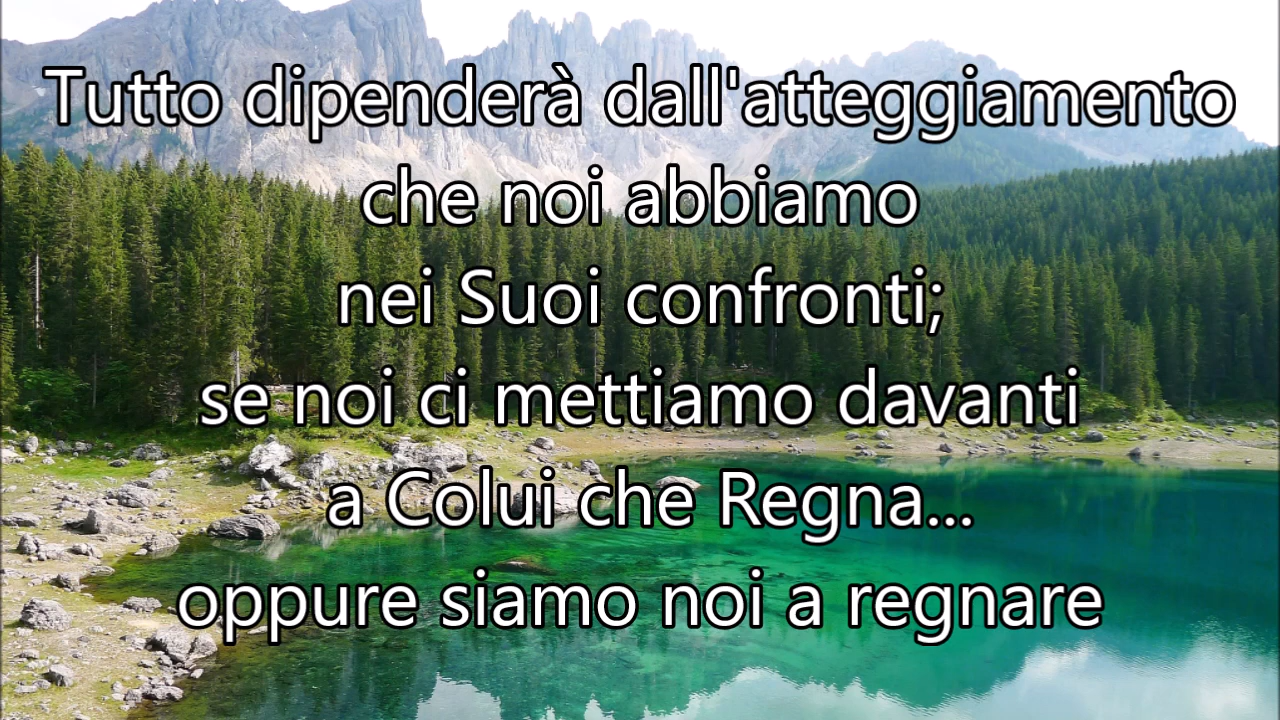 Tutto dipenderà dall'atteggiamento
che noi abbiamo
nei Suoi confronti;
se noi ci mettiamo davanti
a Colui che Regna...
oppure siamo noi a regnare